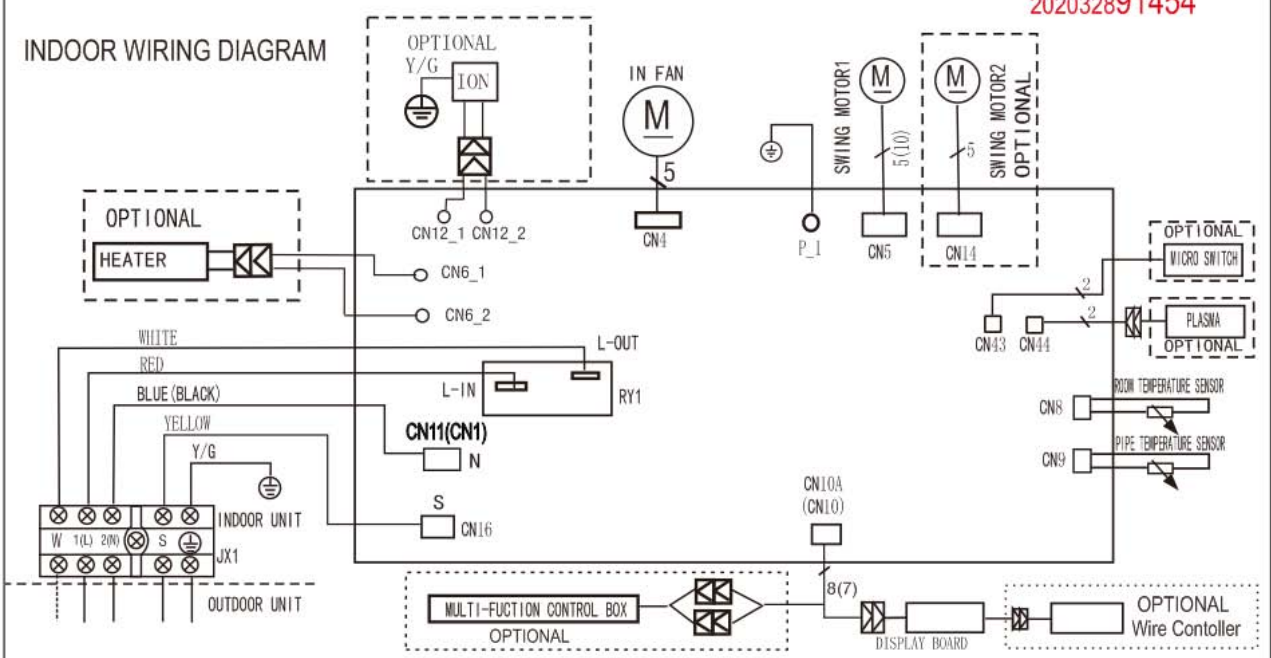 202032891454
INDOOR WIRING DIAGRAM
OPTIONAL
Y/G
ION
IN FAN
M
5
SWING MOTOR1
M
5(10)
SWING MOTOR2
OPTIONAL
M
5
CN12_1 CN12_2
CN4
P_1
CN5
CN14
OPTIONAL
HEATER
CN6_1
CN6_2
OPTIONAL
MICRO SWITCH
2
2
PLASMA
OPTIONAL
CN43 CN44
WHITE
L-OUT
RED
L-IN
RY1
BLUE(BLACK)
CN11(CN1)
N
YELLOW
Y/G
S
CN16
ROOM TEMPERATURE SENSOR
CN8
PIPE TEMPERATURE SENSOR
CN9
CN10A
(CN10)
INDOOR UNIT
W 1(L) 2(N) S
JX1
OUTDOOR UNIT
8(7)
MULTI-FUCTION CONTROL BOX
OPTIONAL
DISPLAY BOARD
OPTIONAL
Wire Contoller